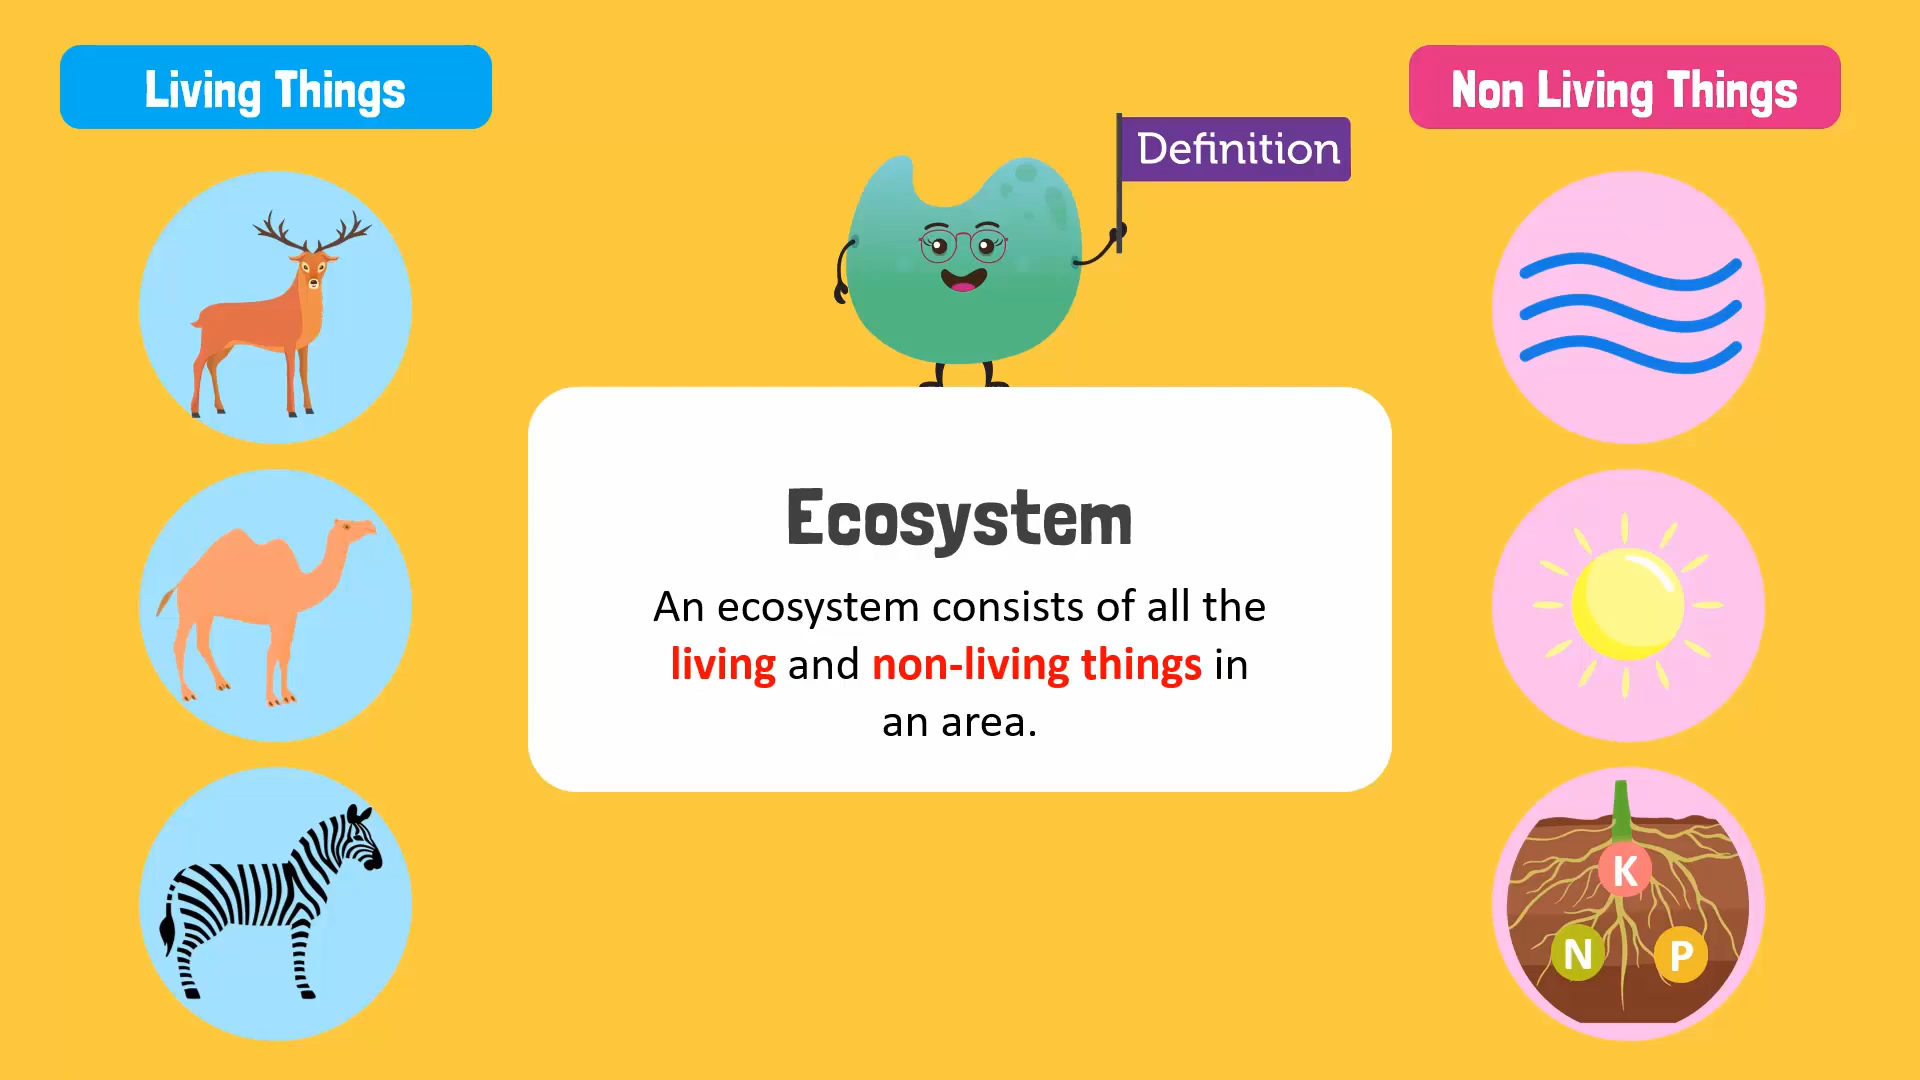 Living Things
Non Living Things
Definition
Ecosystem
An ecosystem consists of all the
living and non-living things in
an area.
K
N
P